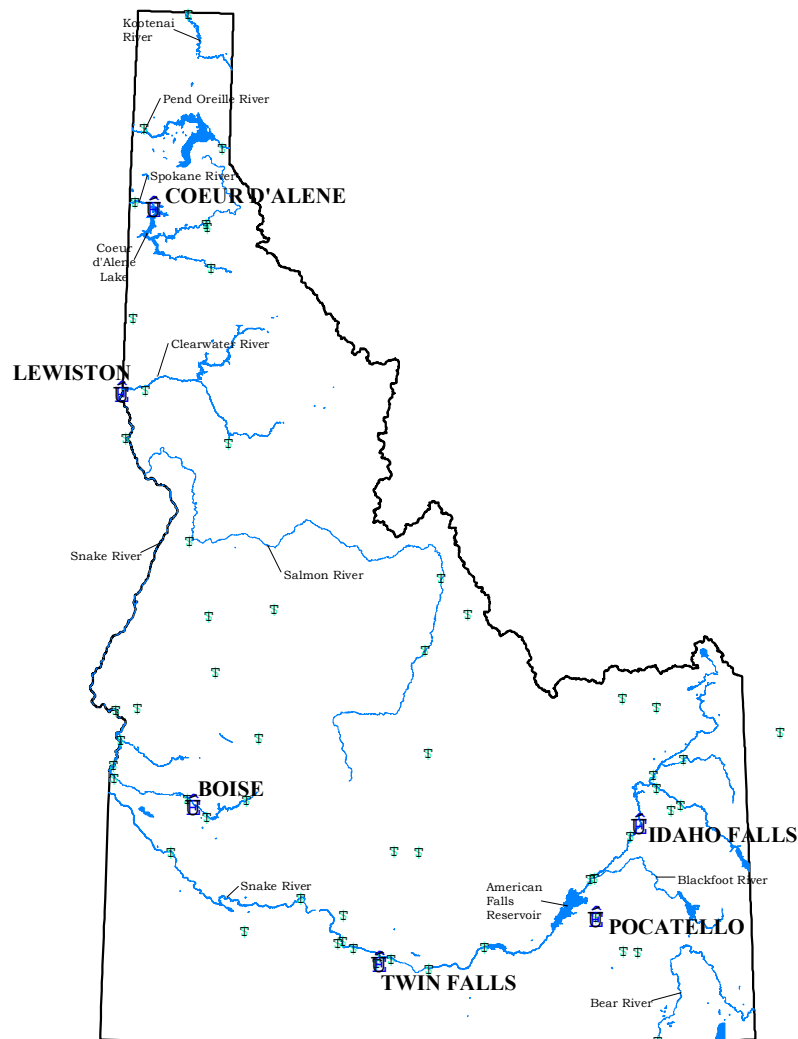 Kootenai
River
Pend Oreille River
Spokane River
COEUR D'ALENE
Coeur
d'Alene
Lake
Clearwater River
LEWISTON
Snake River
Salmon River
BOISE
IDAHO FALLS
Snake River
American
Falls
Reservoir
Blackfoot River
POCATELLO
TWIN FALLS
Bear River